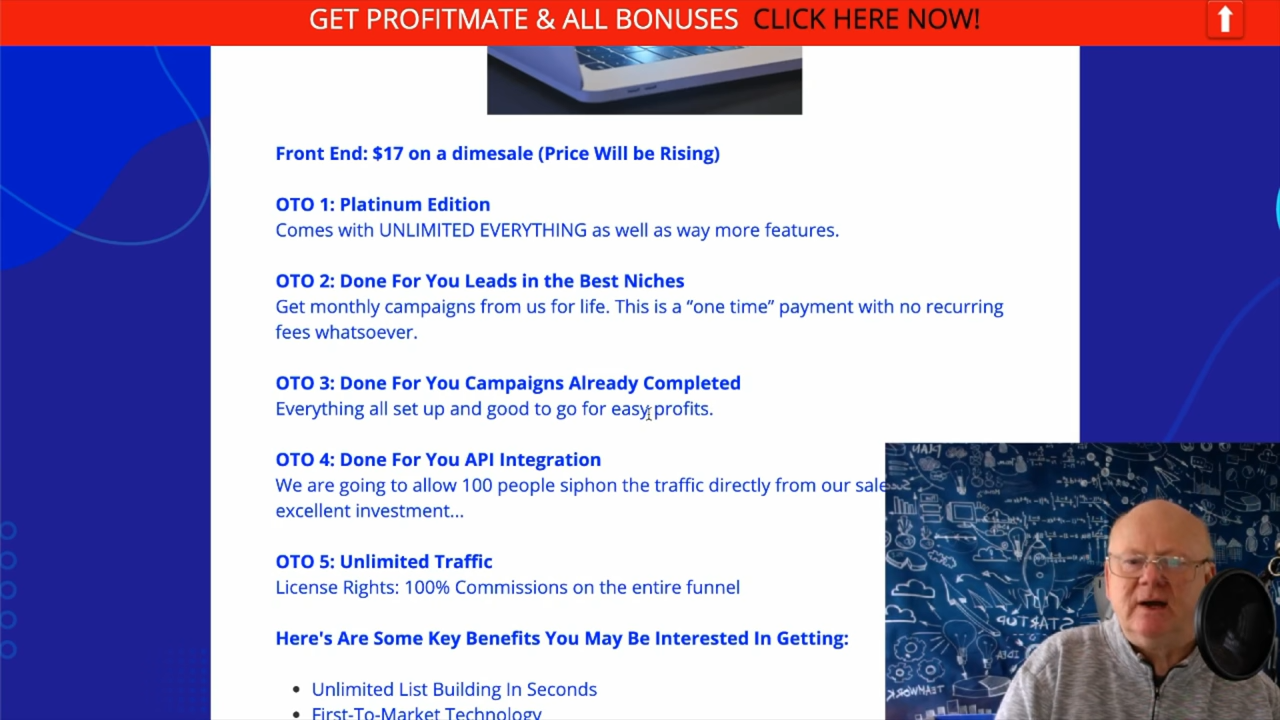 GET PROFITMATE & ALL BONUSES CLICK HERE NOW!
Front End: $17 on a dimesale (Price Will be Rising)
OTO 1: Platinum Edition
Comes with UNLIMITED EVERYTHING as well as way more features.
OTO 2: Done For You Leads in the Best Niches
Get monthly campaigns from us for life. This is a “one time” payment with no recurring
fees whatsoever.
OTO 3: Done For You Campaigns Already Completed
Everything all set up and good to go for easy profits.
OTO 4: Done For You API Integration
We are going to allow 100 people siphon the traffic directly from our sale
excellent investment...
OTO 5: Unlimited Traffic
License Rights: 100% Commissions on the entire funnel
Here's Are Some Key Benefits You May Be Interested In Getting:
Unlimited List Building In Seconds
First-To-Market Technology
PLAN
STARTUP
IDEA
TEAMWORK